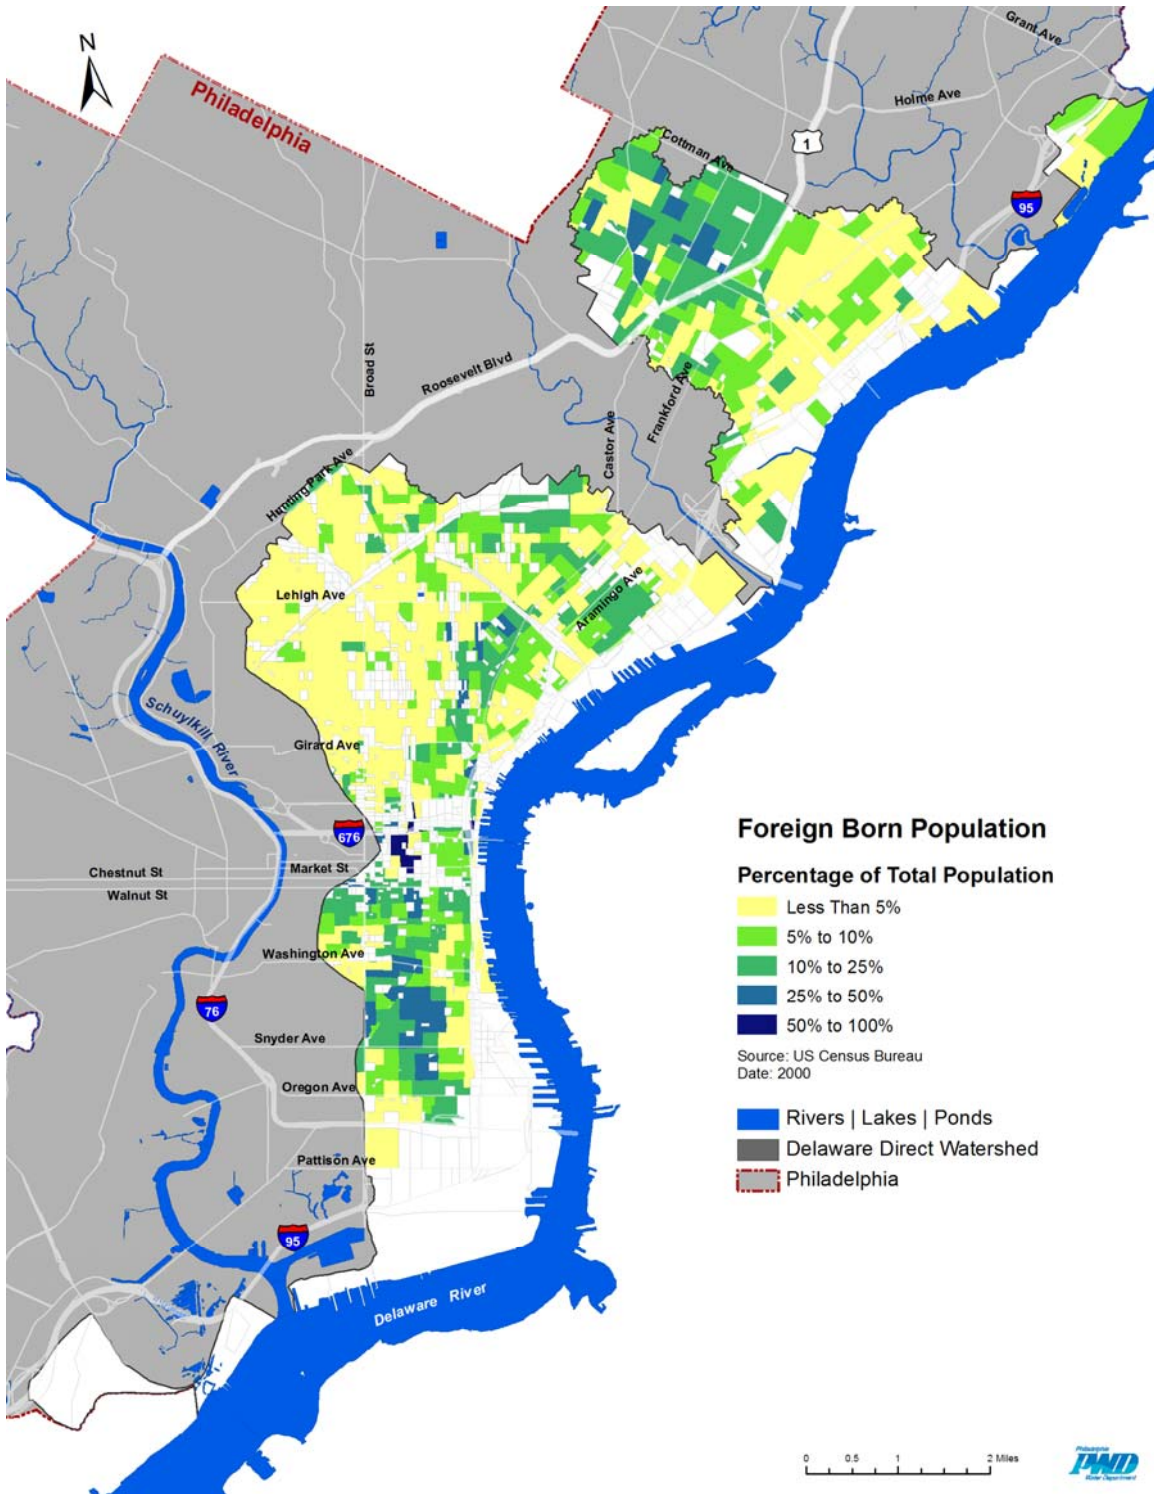 N
Philadelphia
Grant Ave
Holme Ave
Cottman Ave
1
95
Broad St
Roosevelt Blvd
Frankford Ave
Castor Ave
Hunting Park Ave
Lehigh Ave
Aramingo Ave
Schuylkill River
Girard Ave
676
Chestnut St
Market St
Walnut St
Washington Ave
76
Snyder Ave
Oregon Ave
Pattison Ave
95
Delaware River
Foreign Born Population
Percentage of Total Population
Less Than 5%
5% to 10%
10% to 25%
25% to 50%
50% to 100%
Source: US Census Bureau
Date: 2000
Rivers | Lakes | Ponds
Delaware Direct Watershed
Philadelphia
0 0.5 1 2 Miles
Philadelphia
PWD
Water Department